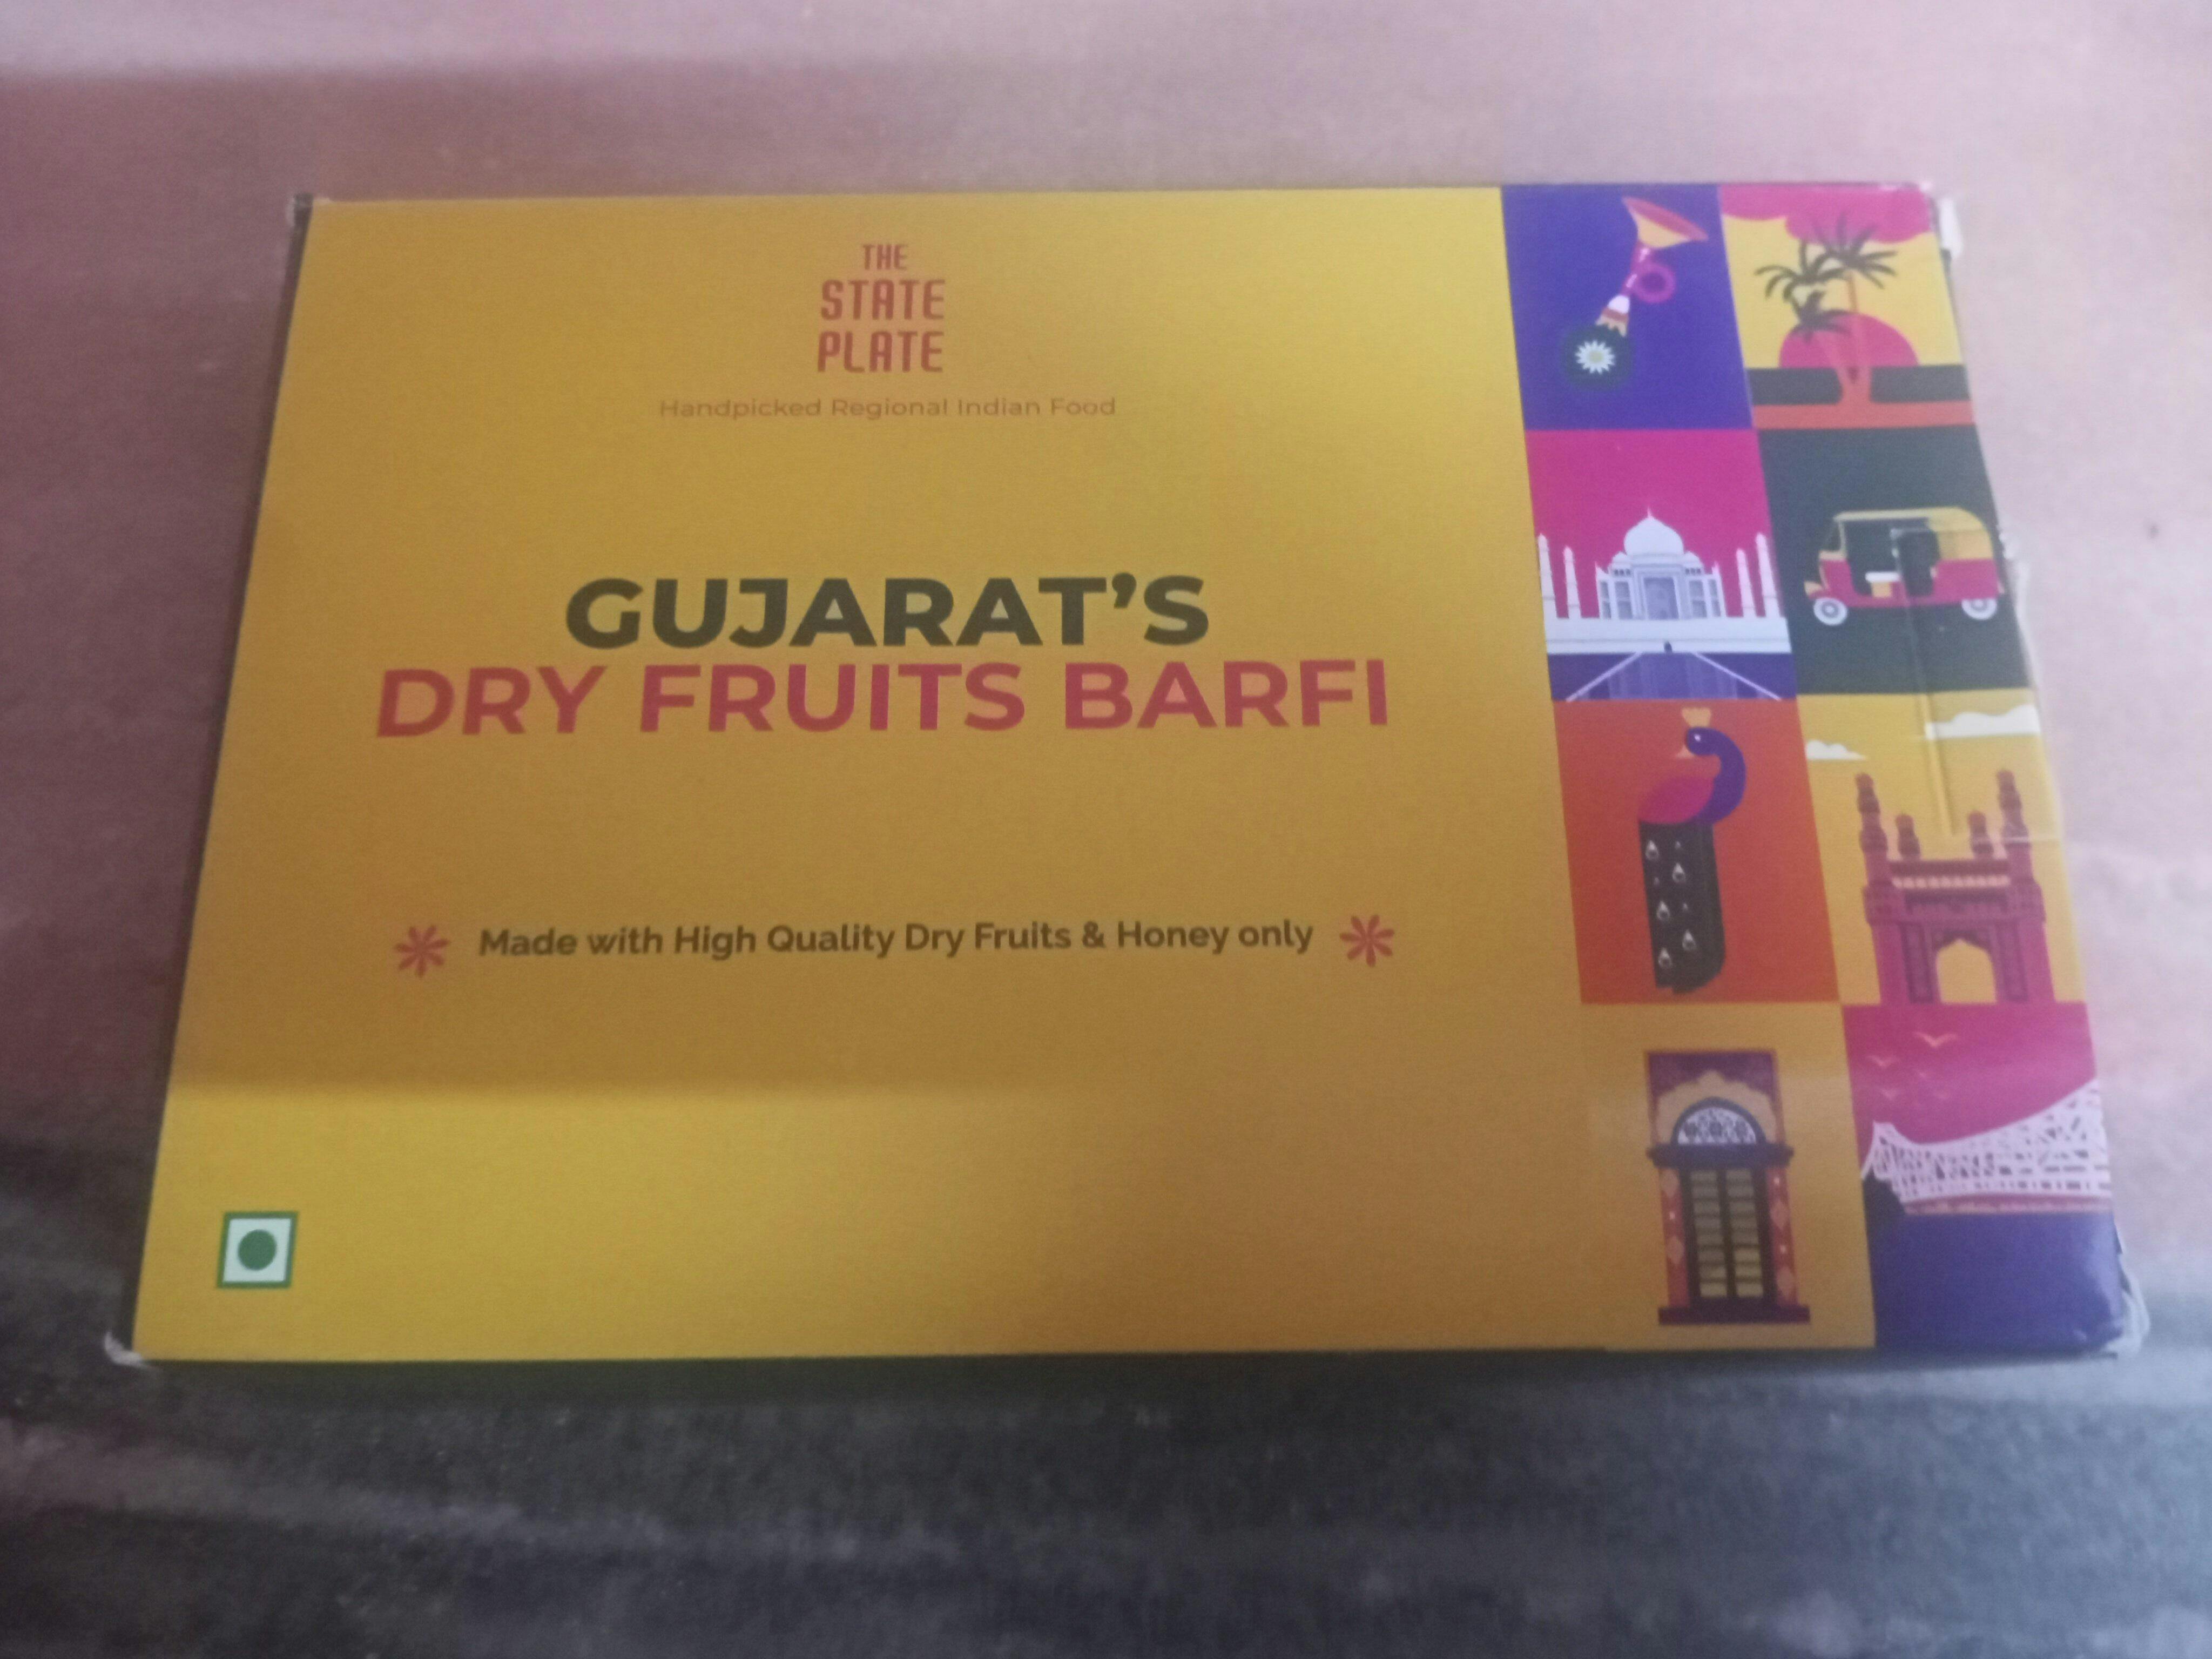 THE
STATE
PLATE
Handpicked Regional Indian Food
GUJARAT'S
DRY FRUITS BARFI
Made with High Quality Dry Fruits & Honey only